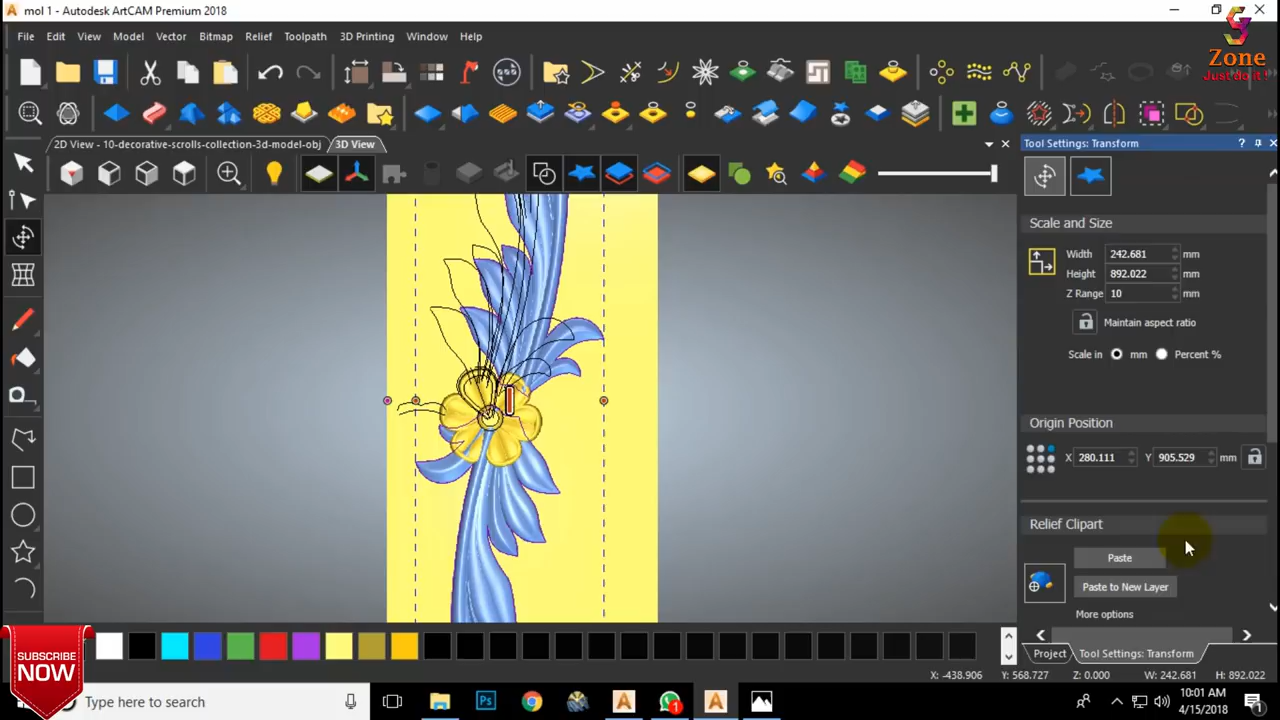 mol 1 - Autodesk ArtCAM Premium 2018
File Edit View Model Vector Bitmap Relief Toolpath 3D Printing Window Help
Zone
Just do it !
2D View - 10-decorative-scrolls-collection-3d-model-obj 3D View
Tool Settings: Transform
Scale and Size
Width 242.681 mm
Height 892.022 mm
Z Range 10 mm
Maintain aspect ratio
Scale in mm Percent %
Origin Position
X 280.111 Y 905.529 mm
Relief Clipart
Paste
Paste to New Layer
More options
Project Tool Settings: Transform
X: -438.906 Y: 568.727 Z: 0.000 W: 242.681 H: 892.022
SUBSCRIBE
NOW
Type here to search
10:01 AM
4/15/2018
1
1